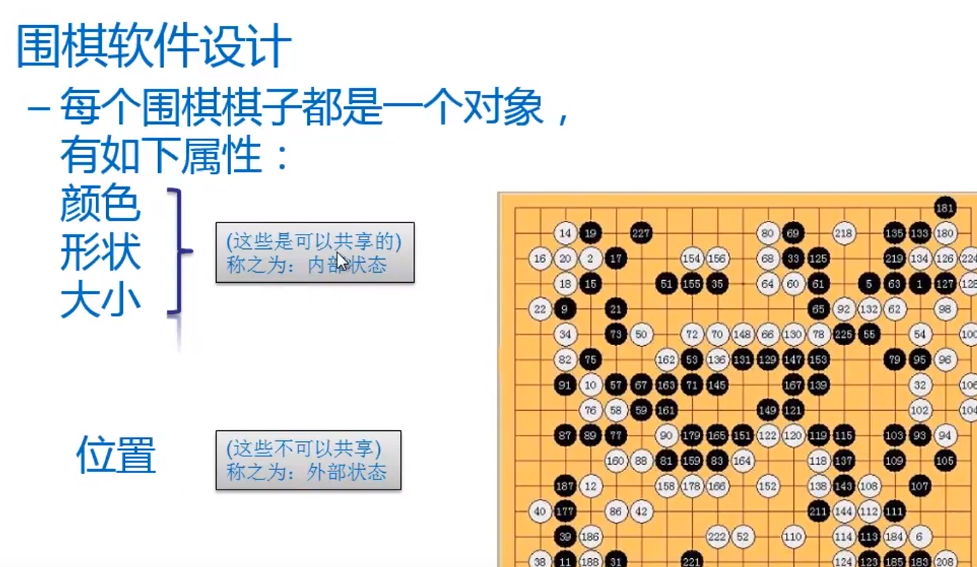 围棋软件设计
– 每个围棋棋子都是一个对象，
有如下属性：
颜色
形状
大小
(这些是可以共享的)
称之为：内部状态
位置
(这些不可以共享)
称之为：外部状态
181
14 19 227 80 69 218 135 133 180
16 20 2 17 154 156 68 33 125 219 134 126 224
18 15 51 155 35 64 60 61 5 63 1 127 128
22 9 21 65 92 132 62 98
34 73 50 72 70 148 66 130 78 225 55 54 100
82 75 162 53 136 131 129 147 153 79 95 96
91 10 57 67 163 71 145 167 139 32 106
76 58 59 161 149 121 102 104
87 89 77 90 179 165 151 122 120 119 115 103 93 94
160 88 81 159 83 164 118 137 109 105
187 12 158 178 166 152 138 143 108 107
40 177 86 42 211 144 112 111
39 186 222 52 110 114 113 184 6
38 11 188 31 221 124 123 185 183 208